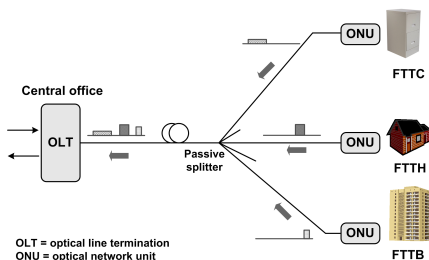 ONU
FTTC
Central office
OLT
Passive
splitter
ONU
FTTH
ONU
FTTB
OLT = optical line termination
ONU = optical network unit